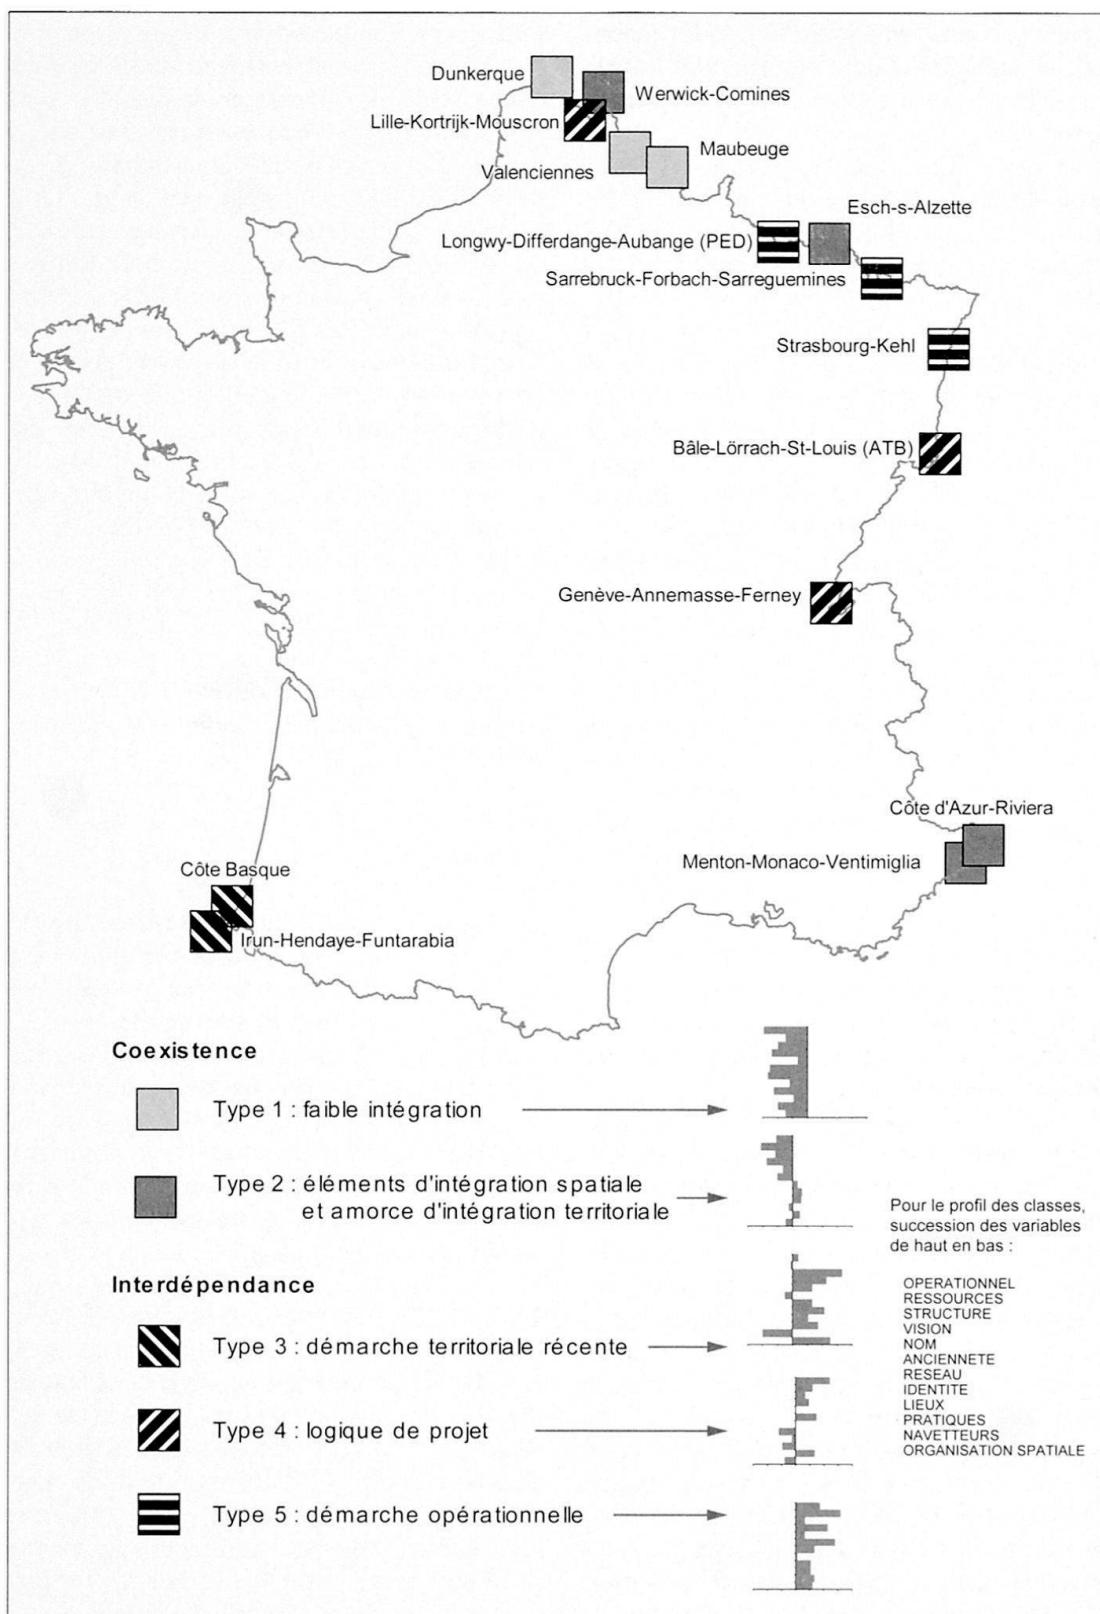 Dunkerque
Werwick-Comines
Lille-Kortrijk-Mouscron
Maubeuge
Valenciennes
Esch-s-Alzette
Longwy-Differdange-Aubange (PED)
Sarrebruck-Forbach-Sarreguemines
Strasbourg-Kehl
Bâle-Lörrach-St-Louis (ATB)
Genève-Annemasse-Ferney
Côte d'Azur-Riviera
Menton-Monaco-Ventimiglia
Côte Basque
Irun-Hendaye-Funtarabia
Coexistence
Type 1 : faible intégration
Type 2 : éléments d'intégration spatiale
et amorce d'intégration territoriale
Interdépendance
Type 3 : démarche territoriale récente
Type 4 : logique de projet
Type 5 : démarche opérationnelle
Pour le profil des classes,
succession des variables
de haut en bas :
OPERATIONNEL
RESSOURCES
STRUCTURE
VISION
NOM
ANCIENNETE
RESEAU
IDENTITE
LIEUX
PRATIQUES
NAVETTEURS
ORGANISATION SPATIALE